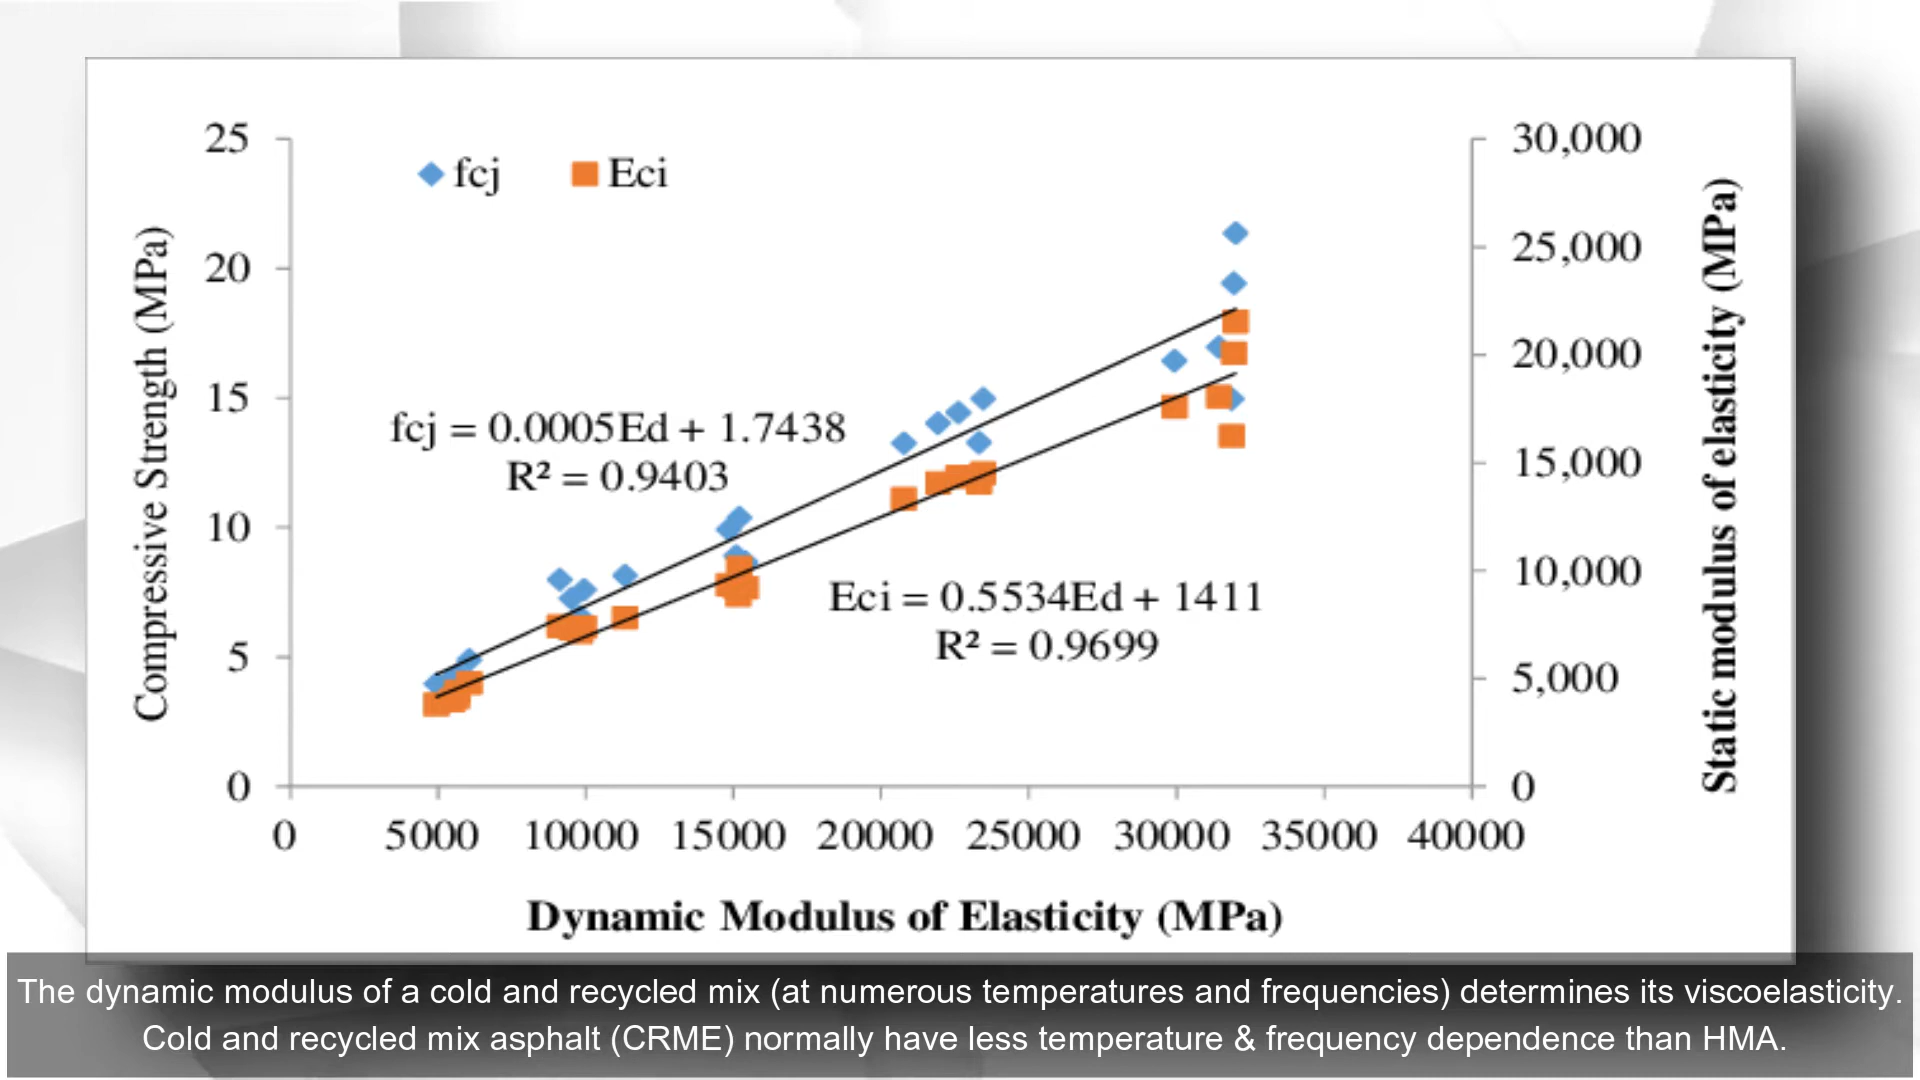 25
20
15
10
5
0
Compressive Strength (MPa)
fcj
Eci
fcj = 0.0005Ed + 1.7438
R² = 0.9403
Eci = 0.5534Ed + 1411
R² = 0.9699
30,000
25,000
20,000
15,000
10,000
5,000
0
Static modulus of elasticity (MPa)
0 5000 10000 15000 20000 25000 30000 35000 40000
Dynamic Modulus of Elasticity (MPa)
The dynamic modulus of a cold and recycled mix (at numerous temperatures and frequencies) determines its viscoelasticity.
Cold and recycled mix asphalt (CRME) normally have less temperature & frequency dependence than HMA.